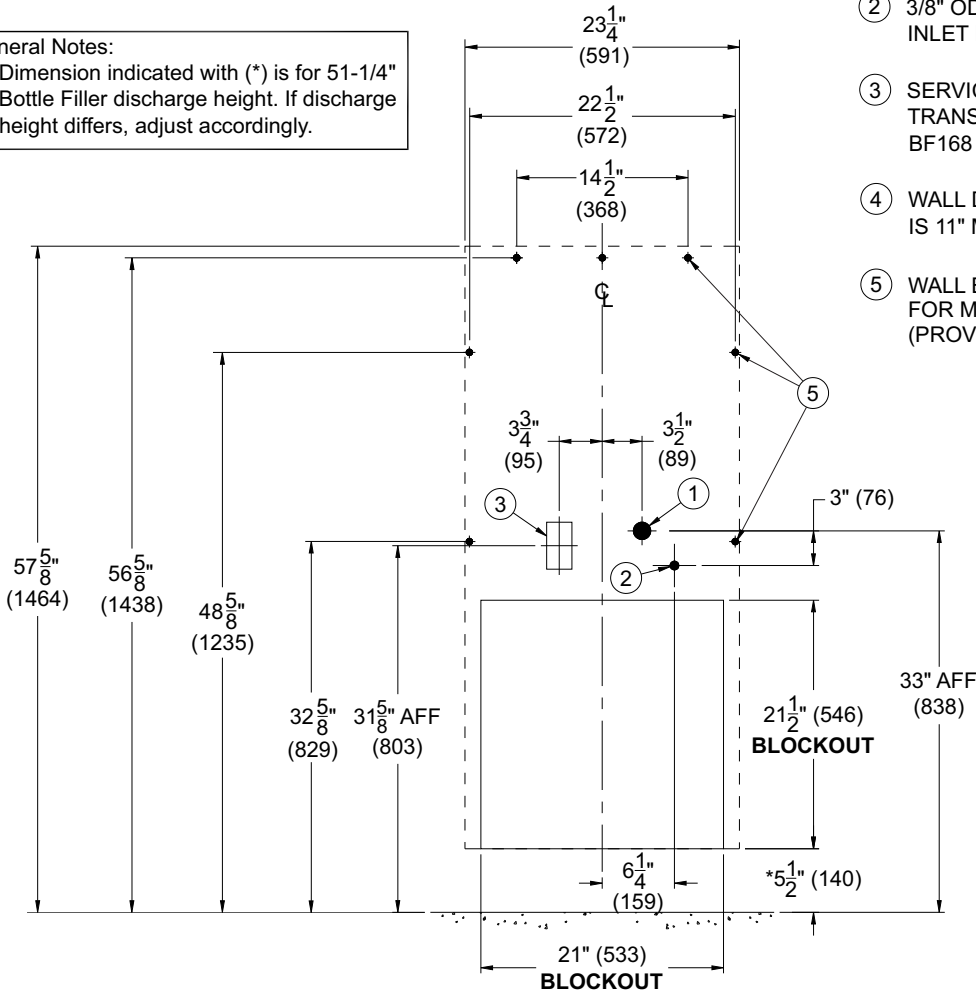 neral Notes:
Dimension indicated with (*) is for 51-1/4"
Bottle Filler discharge height. If discharge
height differs, adjust accordingly.
2 3/8" OD
INLET
3 SERVIC
TRANS
BF168
4 WALL D
IS 11" M
5 WALL B
FOR M
(PROV
23 1/4"
(591)
22 1/2"
(572)
14 1/2"
(368)
CL
5
3 3/4"
(95)
3 1/2"
(89)
3
1
3" (76)
2
57 5/8"
(1464)
56 5/8"
(1438)
48 5/8"
(1235)
32 5/8"
(829)
31 5/8" AFF
(803)
33" AFF
(838)
21 1/2" (546)
BLOCKOUT
6 1/4"
(159)
*5 1/2" (140)
21" (533)
BLOCKOUT